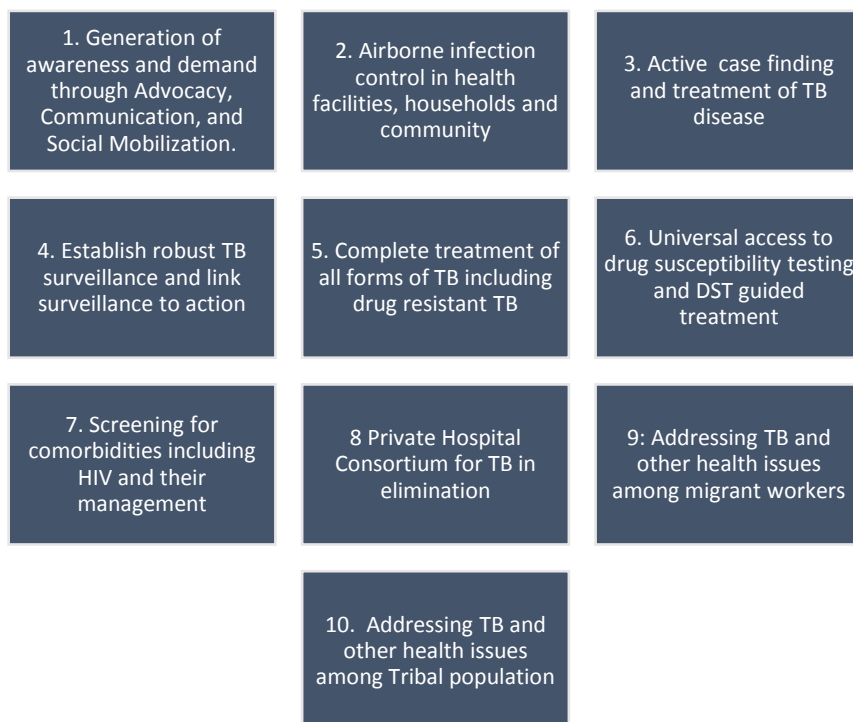 1. Generation of
awareness and demand
through Advocacy,
Communication, and
Social Mobilization.
2. Airborne infection
control in health
facilities, households and
community
3. Active case finding
and treatment of TB
disease
4. Establish robust TB
surveillance and link
surveillance to action
5. Complete treatment of
all forms of TB including
drug resistant TB
6. Universal access to
drug susceptibility testing
and DST guided
treatment
7. Screening for
comorbidities including
HIV and their
management
8 Private Hospital
Consortium for TB in
elimination
9: Addressing TB and
other health issues
among migrant workers
10. Addressing TB and
other health issues
among Tribal population